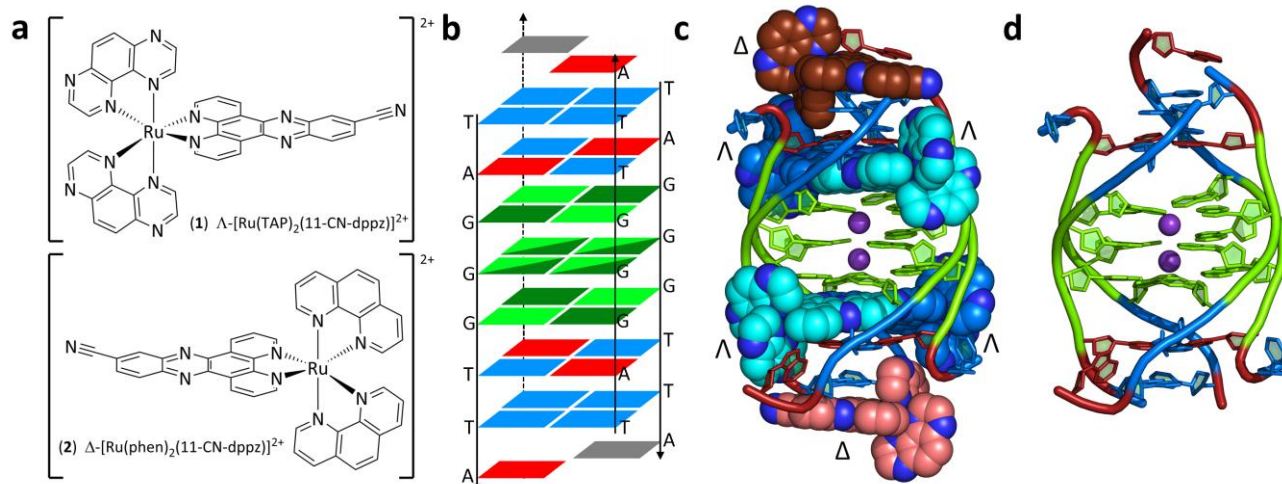 a
b
c
d
2+
N
N
N
N
N
N
N
N
Ru
N
N
N
N
≡N
(1) Λ-[Ru(TAP)₂(11-CN-dppz)]²⁺
2+
N≡
N
N
N
N
Ru
N
N
N
N
(2) Δ-[Ru(phen)₂(11-CN-dppz)]²⁺
A
T
T
T
A
A
T
G
G
G
G
G
G
G
G
G
T
T
A
T
T
T
A
A
Δ
Λ
Λ
Λ
Λ
Δ